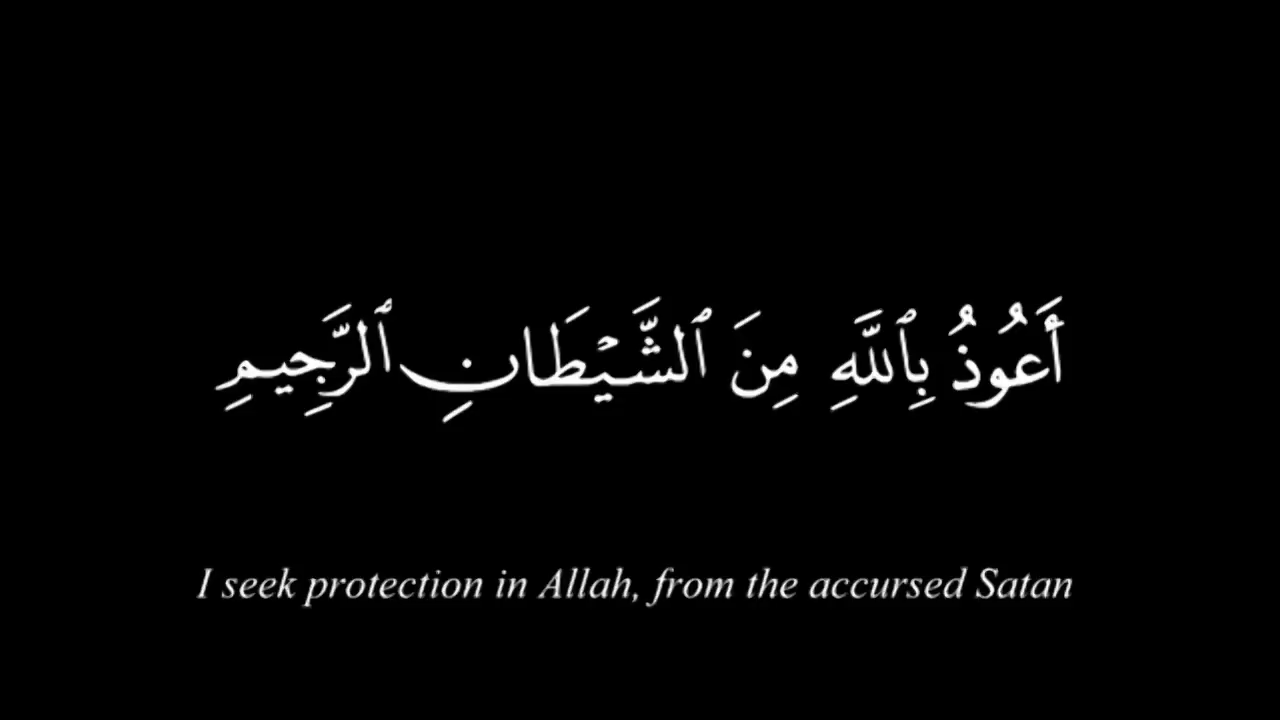 أَعُوذُ بِٱللَّهِ مِنَ ٱلشَّيْطَانِ ٱلرَّجِيمِ
I seek protection in Allah, from the accursed Satan